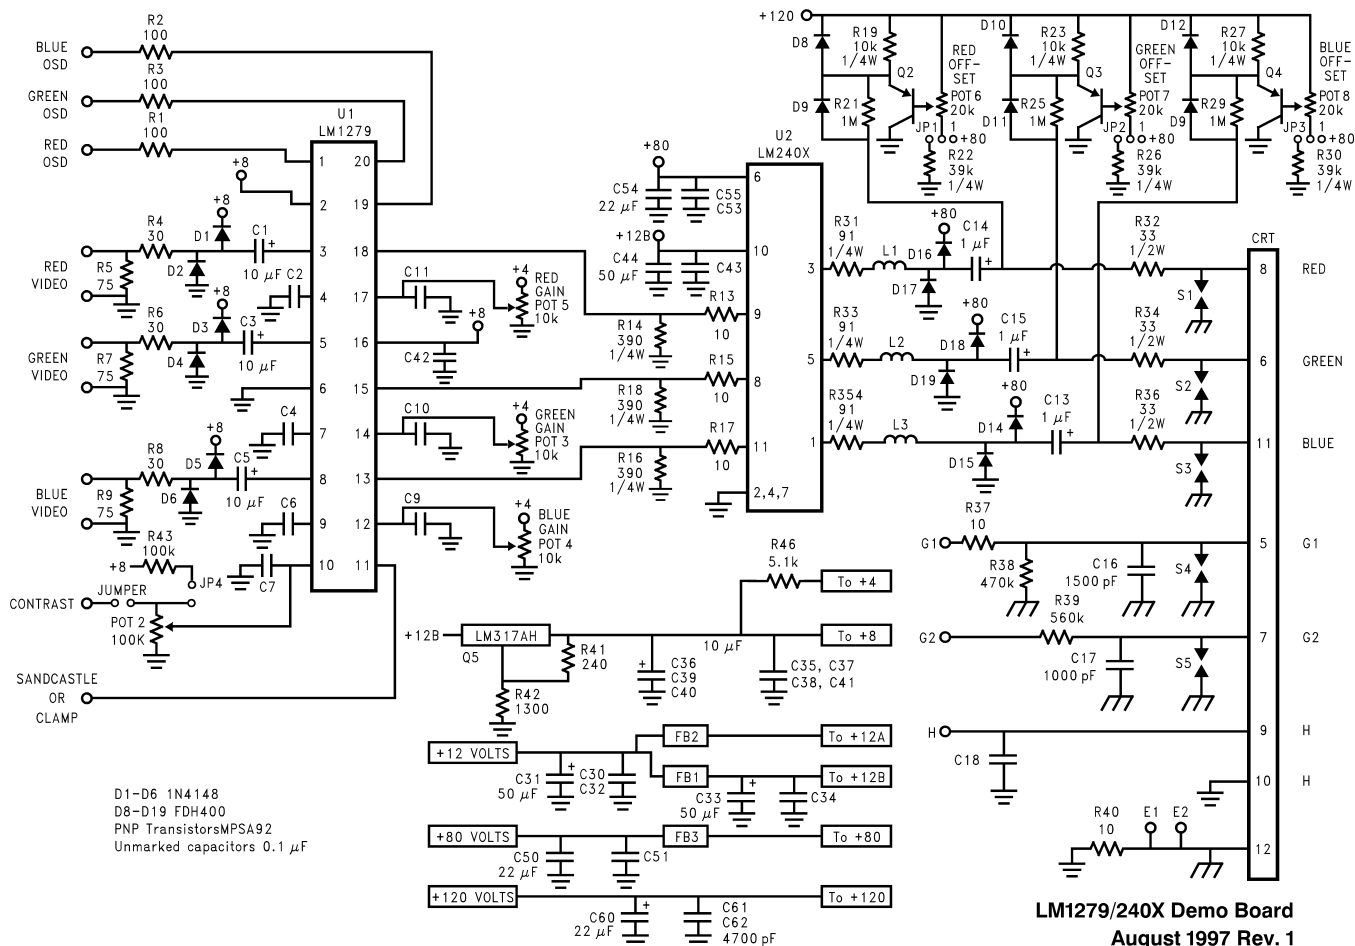 R2
100
BLUE
OSD
R3
100
GREEN
OSD
R1
100
RED
OSD
U1
LM1279
1
20
+8
2
19
R4
30
D1
+8
C1
+
3
18
RED
VIDEO
R5
75
D2
10 μF
C2
4
17
C11
+4
RED
GAIN
POT 5
10k
R6
30
D3
+8
C3
+
5
16
+8
C42
GREEN
VIDEO
R7
75
D4
10 μF
6
15
C4
7
14
C10
+4
GREEN
GAIN
POT 3
10k
R8
30
D5
+8
C5
+
8
13
BLUE
VIDEO
R9
75
D6
10 μF
C6
9
12
C9
+4
BLUE
GAIN
POT 4
10k
R43
100k
+8
C7
10
11
JP4
JUMPER
CONTRAST
POT 2
100K
SANDCASTLE
OR
CLAMP
D1-D6 1N4148
D8-D19 FDH400
PNP TransistorsMPSA92
Unmarked capacitors 0.1 μF
U2
LM240X
+80
6
C54
22 μF
C55
C53
+12B
10
C44
50 μF
C43
R13
10
9
R14
390
1/4W
R15
10
8
R18
390
1/4W
R17
10
11
R16
390
1/4W
2,4,7
3
5
1
+120
D8
R19
10k
1/4W
Q2
RED
OFF-
SET
POT6
20k
D9
R21
1M
JP1
1
+80
R22
39k
1/4W
D10
R23
10k
1/4W
Q3
GREEN
OFF-
SET
POT7
20k
D11
R25
1M
JP2
1
+80
R26
39k
1/4W
D12
R27
10k
1/4W
Q4
BLUE
OFF-
SET
POT8
20k
D9
R29
1M
JP3
1
+80
R30
39k
1/4W
R31
91
1/4W
L1
D16
+80
C14
1 μF
+
D17
R32
33
1/2W
S1
R33
91
1/4W
L2
D18
+80
C15
1 μF
+
D19
R34
33
1/2W
S2
R354
91
1/4W
L3
D14
+80
C13
1 μF
+
D15
R36
33
1/2W
S3
CRT
8
RED
6
GREEN
11
BLUE
G1
R37
10
R38
470k
C16
1500 pF
S4
5
G1
G2
R39
560k
C17
1000 pF
S5
7
G2
H
C18
9
H
10
H
R40
10
E1
E2
12
R46
5.1k
To +4
+12B
LM317AH
Q5
R41
240
R42
1300
+
C36
C39
C40
10 μF
C35, C37
C38, C41
To +8
+12 VOLTS
FB2
To +12A
C31
50 μF
+
C30
C32
FB1
C33
50 μF
+
C34
To +12B
+80 VOLTS
C50
22 μF
C51
FB3
To +80
+120 VOLTS
C60
22 μF
+
C61
C62
4700 pF
To +120
LM1279/240X Demo Board
August 1997 Rev. 1